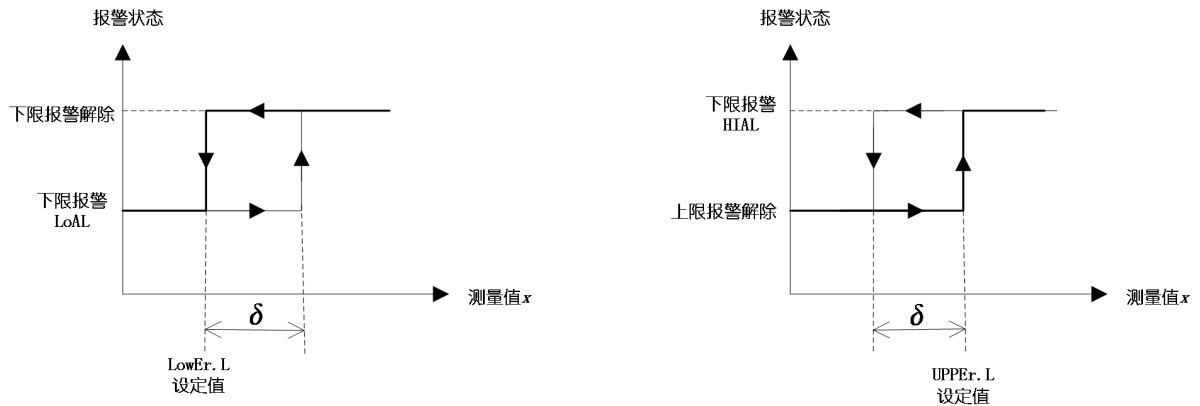 报警状态
下限报警解除
下限报警
LoAL
测量值x
δ
LowEr.L
设定值
报警状态
下限报警
HIAL
上限报警解除
测量值x
δ
UPPEr.L
设定值